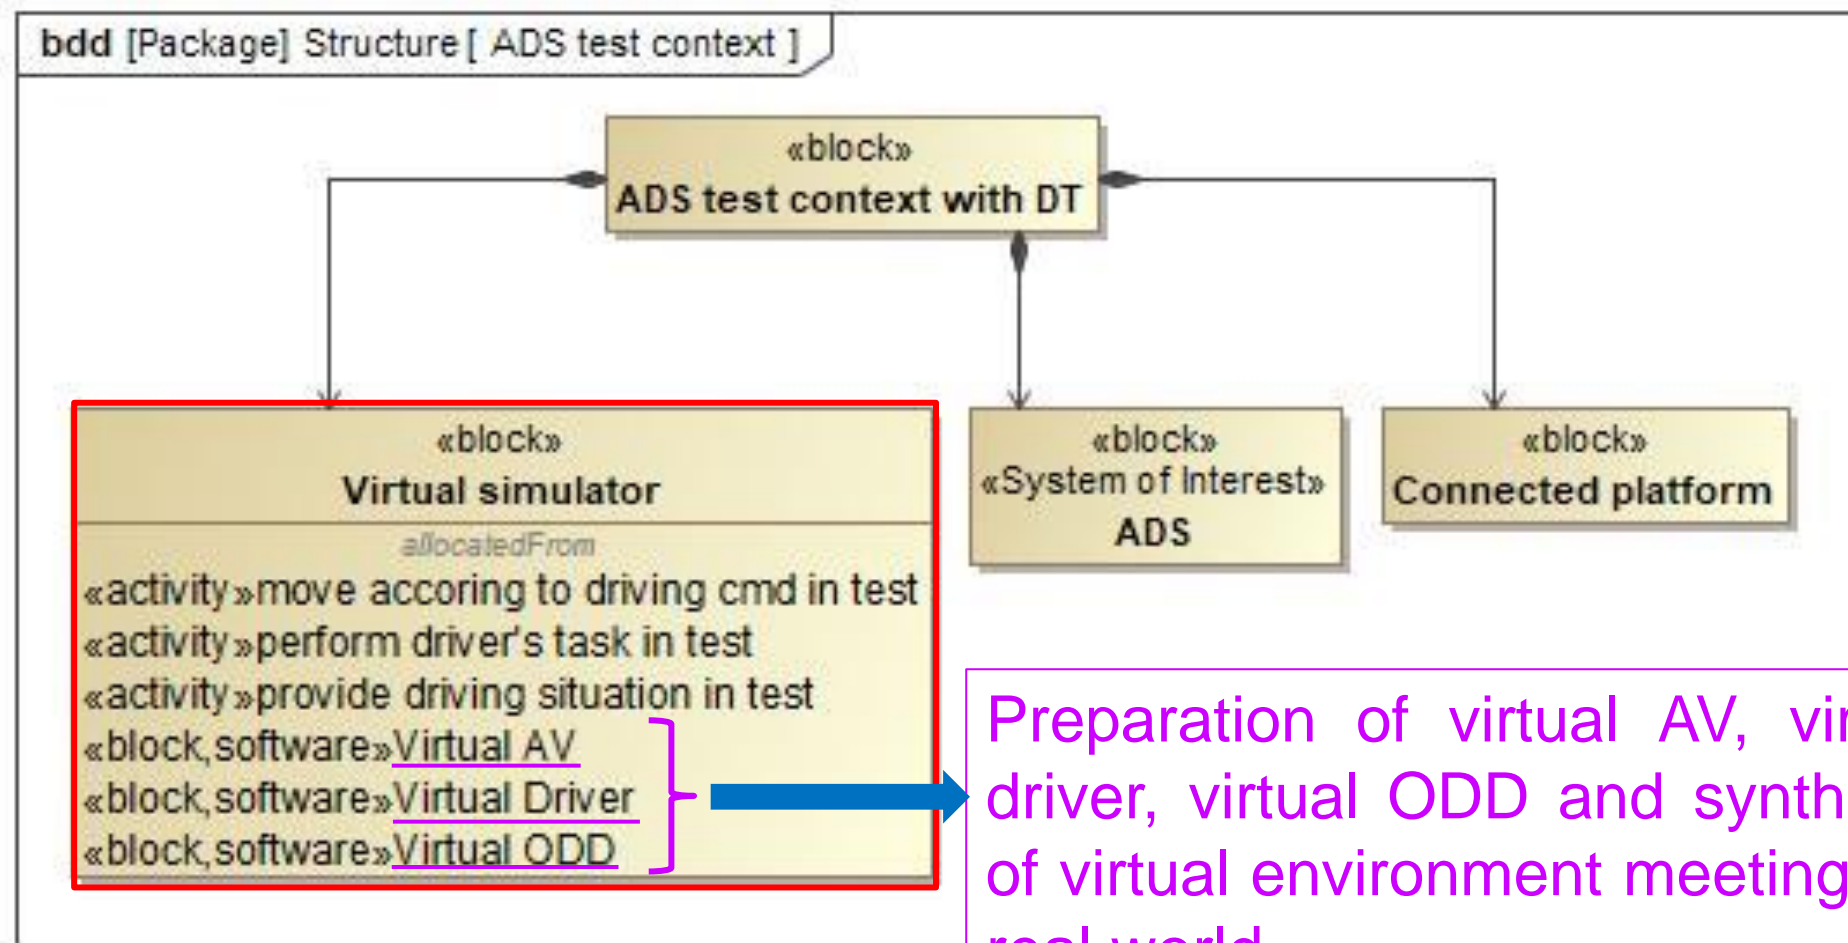 bdd [Package] Structure [ ADS test context ]
«block»
ADS test context with DT
«block»
Virtual simulator
allocatedFrom
«activity»move accoring to driving cmd in test
«activity»perform driver's task in test
«activity»provide driving situation in test
«block,software»Virtual AV
«block,software»Virtual Driver
«block,software»Virtual ODD
«block»
«System of Interest»
ADS
«block»
Connected platform
Preparation of virtual AV,
driver, virtual ODD and
of virtual environment meeting
real world